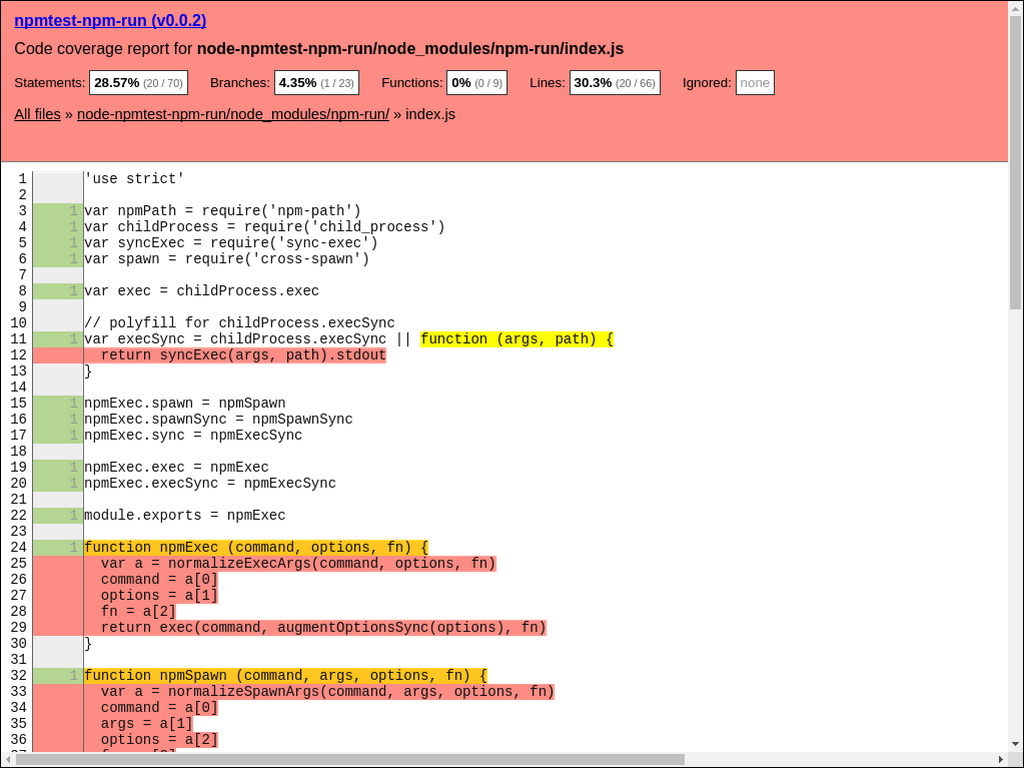 npmtest-npm-run (v0.0.2)
Code coverage report for node-npmtest-npm-run/node_modules/npm-run/index.js
Statements: 28.57% (20 / 70) Branches: 4.35% (1 / 23) Functions: 0% (0 / 9) Lines: 30.3% (20 / 66) Ignored: none
All files » node-npmtest-npm-run/node_modules/npm-run/ » index.js
1 'use strict'
2
3 1 var npmPath = require('npm-path')
4 1 var childProcess = require('child_process')
5 1 var syncExec = require('sync-exec')
6 1 var spawn = require('cross-spawn')
7
8 1 var exec = childProcess.exec
9
10 // polyfill for childProcess.execSync
11 1 var execSync = childProcess.execSync || function (args, path) {
12 return syncExec(args, path).stdout
13 }
14
15 1 npmExec.spawn = npmSpawn
16 1 npmExec.spawnSync = npmSpawnSync
17 1 npmExec.sync = npmExecSync
18
19 1 npmExec.exec = npmExec
20 1 npmExec.execSync = npmExecSync
21
22 1 module.exports = npmExec
23
24 1 function npmExec (command, options, fn) {
25 var a = normalizeExecArgs(command, options, fn)
26 command = a[0]
27 options = a[1]
28 fn = a[2]
29 return exec(command, augmentOptionsSync(options), fn)
30 }
31
32 1 function npmSpawn (command, args, options, fn) {
33 var a = normalizeSpawnArgs(command, args, options, fn)
34 command = a[0]
35 args = a[1]
36 options = a[2]